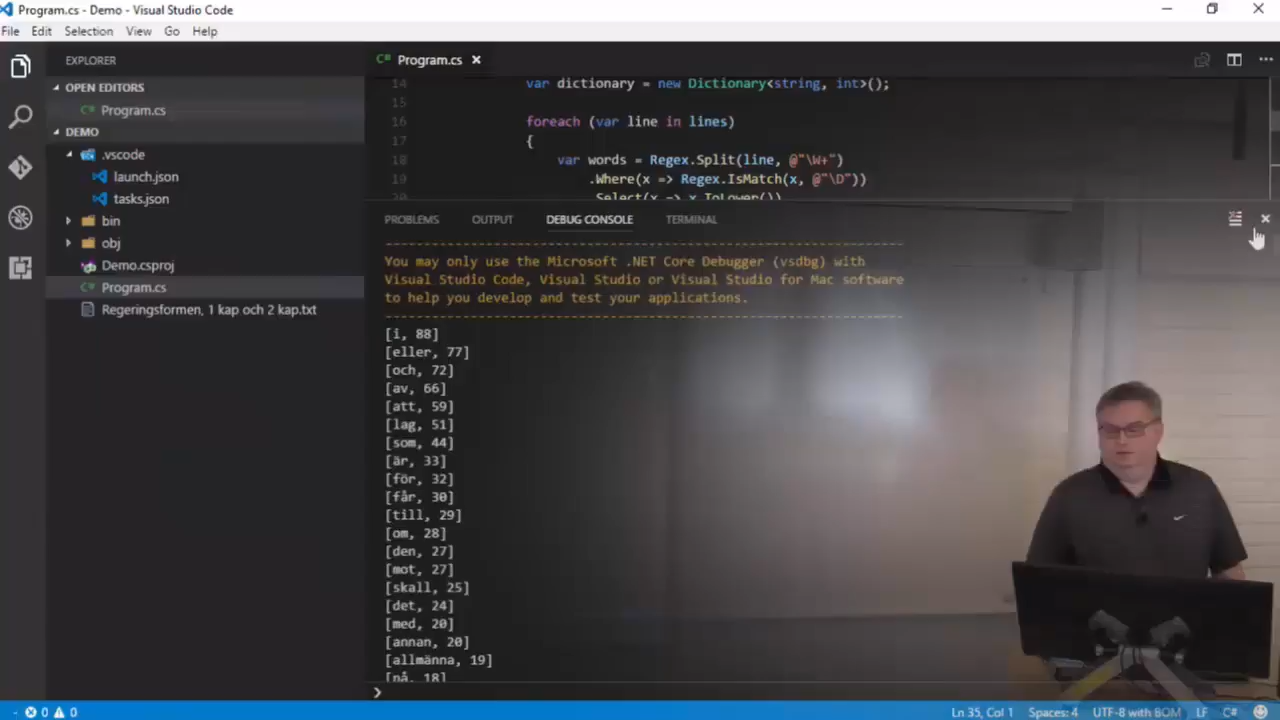 Program.cs - Demo - Visual Studio Code
File Edit Selection View Go Help
EXPLORER
OPEN EDITORS
C# Program.cs
DEMO
.vscode
launch.json
tasks.json
bin
obj
Demo.csproj
C# Program.cs
Regeringsformen, 1 kap och 2 kap.txt
C# Program.cs
14 var dictionary = new Dictionary<string, int>();
15
16 foreach (var line in lines)
17 {
18 var words = Regex.Split(line, @"\W+")
19 .Where(x => Regex.IsMatch(x, @"\D"))
20 .Select(x => x.ToLower())
PROBLEMS OUTPUT DEBUG CONSOLE TERMINAL
You may only use the Microsoft .NET Core Debugger (vsdbg) with
Visual Studio Code, Visual Studio or Visual Studio for Mac software
to help you develop and test your applications.
[i, 88]
[eller, 77]
[och, 72]
[av, 66]
[att, 59]
[lag, 51]
[som, 44]
[är, 33]
[för, 32]
[får, 30]
[till, 29]
[om, 28]
[den, 27]
[mot, 27]
[skall, 25]
[det, 24]
[med, 20]
[annan, 20]
[allmänna, 19]
[på, 18]
0 0
Ln 35, Col 1 Spaces: 4 UTF-8 with BOM LF C#